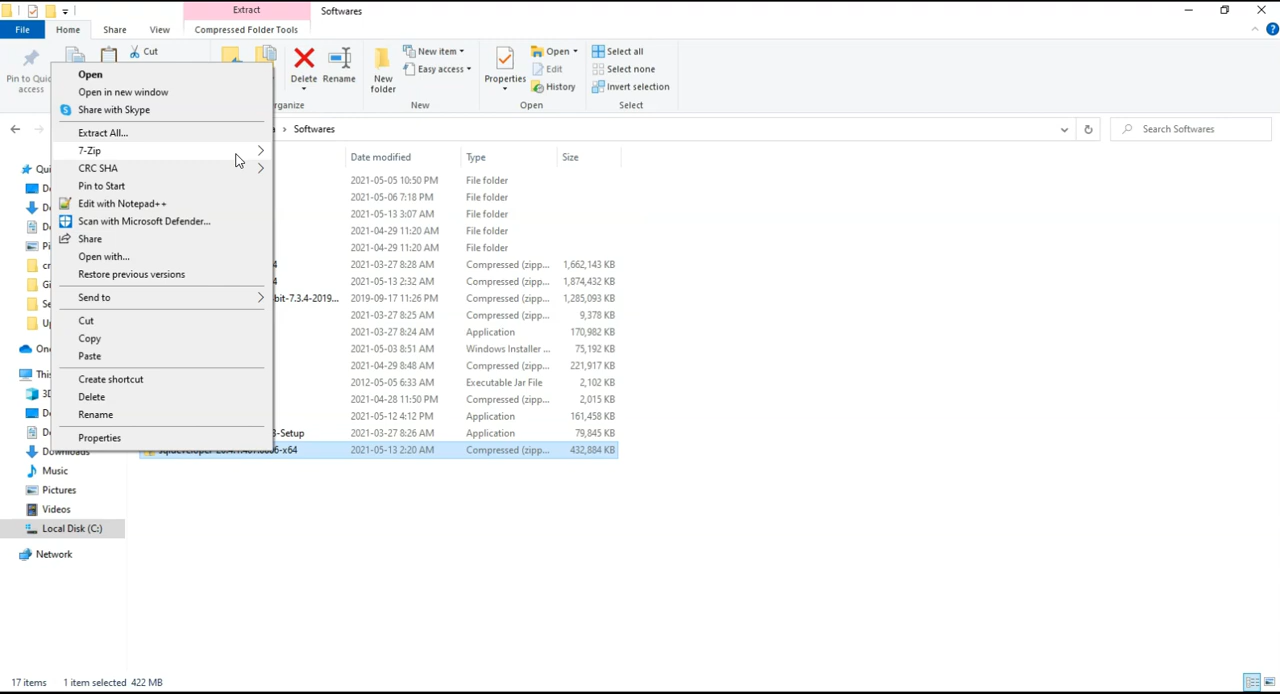 Extract
Softwares
File
Home
Share
View
Compressed Folder Tools
Pin to Quic
access
Cut
Delete
Rename
New
folder
New item
Easy access
Properties
Open
Edit
History
Select all
Select none
Invert selection
ganize
New
Open
Select
Softwares
Search Softwares
Open
Open in new window
Share with Skype
Extract All...
7-Zip
CRC SHA
Pin to Start
Edit with Notepad++
Scan with Microsoft Defender...
Share
Open with...
Restore previous versions
Send to
Cut
Copy
Paste
Create shortcut
Delete
Rename
Properties
Date modified Type Size
2021-05-05 10:50 PM File folder
2021-05-06 7:18 PM File folder
2021-05-13 3:07 AM File folder
2021-04-29 11:20 AM File folder
2021-04-29 11:20 AM File folder
4 2021-03-27 8:28 AM Compressed (zipp... 1,662,143 KB
4 2021-05-13 2:32 AM Compressed (zipp... 1,874,432 KB
bit-7.3.4-2019... 2019-09-17 11:26 PM Compressed (zipp... 1,285,093 KB
2021-03-27 8:25 AM Compressed (zipp... 9,378 KB
2021-03-27 8:24 AM Application 170,982 KB
2021-05-03 8:51 AM Windows Installer ... 75,192 KB
2021-04-29 8:48 AM Compressed (zipp... 221,917 KB
2012-05-05 6:33 AM Executable Jar File 2,102 KB
2021-04-28 11:50 PM Compressed (zipp... 2,015 KB
2021-05-12 4:12 PM Application 161,458 KB
3-Setup 2021-03-27 8:26 AM Application 79,845 KB
2021-05-13 2:20 AM Compressed (zipp... 432,884 KB
Qui
De
Do
Pi
cr
Gi
Se
Up
One
This
3D
De
Downloads
Music
Pictures
Videos
Local Disk (C:)
Network
17 items 1 item selected 422 MB